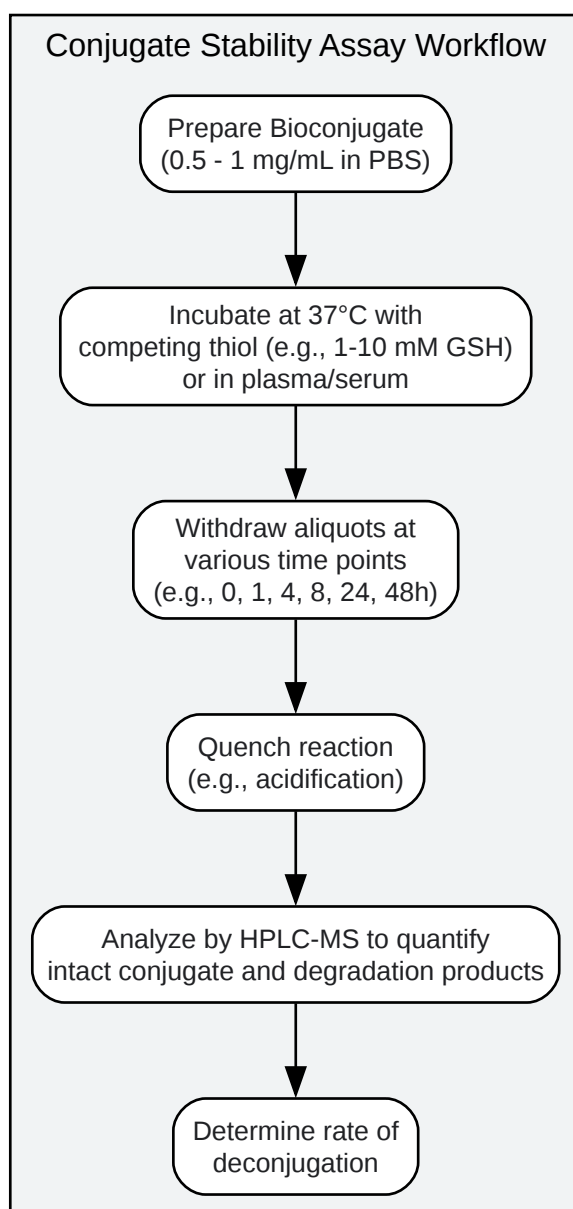 Conjugate Stability Assay Workflow
Prepare Bioconjugate
(0.5 - 1 mg/mL in PBS)
Incubate at 37°C with
competing thiol (e.g., 1-10 mM GSH)
or in plasma/serum
Withdraw aliquots at
various time points
(e.g., 0, 1, 4, 8, 24, 48h)
Quench reaction
(e.g., acidification)
Analyze by HPLC-MS to quantify
intact conjugate and degradation products
Determine rate of
deconjugation